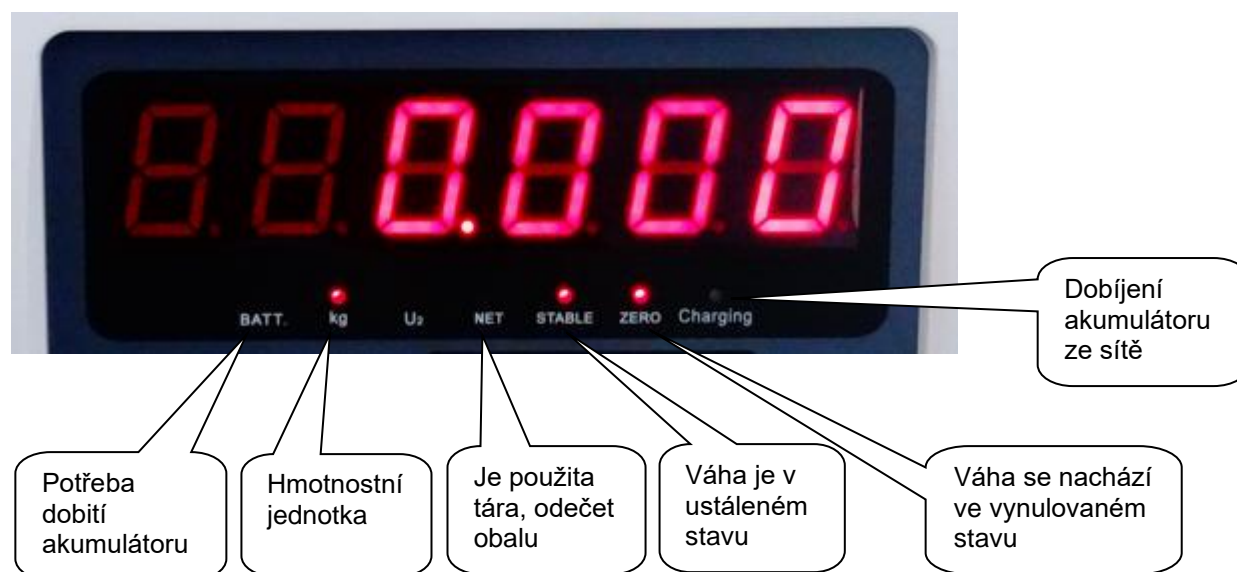 0.000
BATT. kg U₂ NET STABLE ZERO Charging
Dobíjení
akumulátoru
ze sítě
Potřeba
dobití
akumulátoru
Hmotnostní
jednotka
Je použita
tára, odečet
obalu
Váha je v
ustáleném
stavu
Váha se nachází
ve vynulovaném
stavu